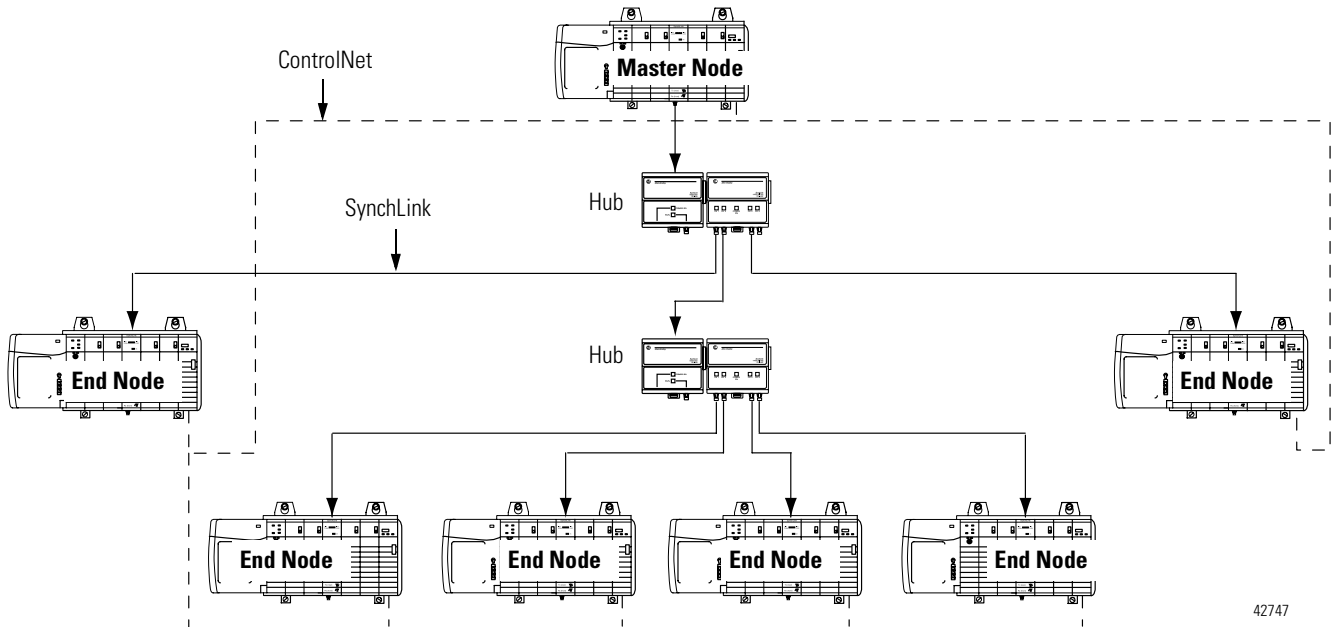 ControlNet
Master Node
Hub
SynchLink
Hub
End Node
End Node
End Node
End Node
End Node
End Node
42747